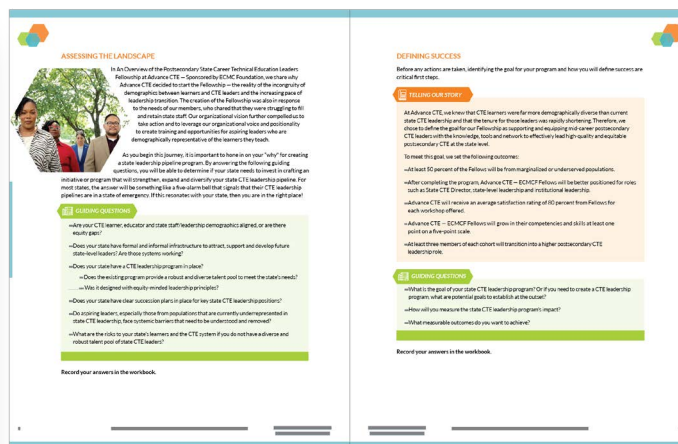 ASSESSING THE LANDSCAPE
In An Overview of the Postsecondary State Career Technical Education Leaders
Fellowship at Advance CTE — Sponsored by ECMC Foundation, we share why
Advance CTE decided to start the Fellowship — the reality of the incongruity of
demographics between learners and CTE leaders and the increasing pace of
leadership transition. The creation of the Fellowship was also in response
to the needs of our members, who shared that they were struggling to fill
and retain state staff. Our organizational vision further compelled us to
take action and to leverage our organizational voice and positionality
to create training and opportunities for aspiring leaders who are
demographically representative of the learners they teach.
As you begin this journey, it is important to home in on your "why" for creating
a state leadership pipeline program. By answering the following guiding
questions, you will be able to determine if your state needs to invest in crafting an
initiative or program that will strengthen, expand and diversify your state CTE leadership pipeline. For
most states, the answer will be something like a five-alarm bell that signals that their CTE leadership
pipelines are in a state of emergency. If this resonates with your state, then you are in the right place!
GUIDING QUESTIONS
Are your CTE learner, educator and state staff/leadership demographics aligned, or are there
equity gaps?
Does your state have formal and informal infrastructure to attract, support and develop future
state-level leaders? Are those systems working?
Does your state have a CTE leadership program in place?
Does the existing program provide a robust and diverse talent pool to meet the state's needs?
Was it designed with equity-minded leadership principles?
Does your state have clear succession plans in place for key state CTE leadership positions?
Do aspiring leaders, especially those from populations that are currently underrepresented in
state CTE leadership, face systemic barriers that need to be understood and removed?
What are the risks to your state's learners and the CTE system if you do not have a diverse and
robust talent pool of state CTE leaders?
Record your answers in the workbook.
DEFINING SUCCESS
Before any actions are taken, identifying the goal for your program and how you will define success are
critical first steps.
TELLING OUR STORY
At Advance CTE, we knew that CTE learners were far more demographically diverse than current
state CTE leadership and that the tenure for those leaders was rapidly shortening. Therefore, we
chose to define the goal for our Fellowship as supporting and equipping mid-career postsecondary
CTE leaders with the knowledge, tools and network to effectively lead high-quality and equitable
postsecondary CTE at the state level.
To meet this goal, we set the following outcomes:
At least 50 percent of the Fellows will be from marginalized or underserved populations.
After completing the program, Advance CTE — ECMCF Fellows will be better positioned for roles
such as State CTE Director, state-level leadership and institutional leadership.
Advance CTE will receive an average satisfaction rating of 80 percent from Fellows for
each workshop offered.
Advance CTE — ECMCF Fellows will grow in their competencies and skills at least one
point on a five-point scale.
At least three members of each cohort will transition into a higher postsecondary CTE
leadership role.
GUIDING QUESTIONS
What is the goal of your state CTE leadership program? Or if you need to create a CTE leadership
program, what are potential goals to establish at the outset?
How will you measure the state CTE leadership program's impact?
What measurable outcomes do you want to achieve?
Record your answers in the workbook.